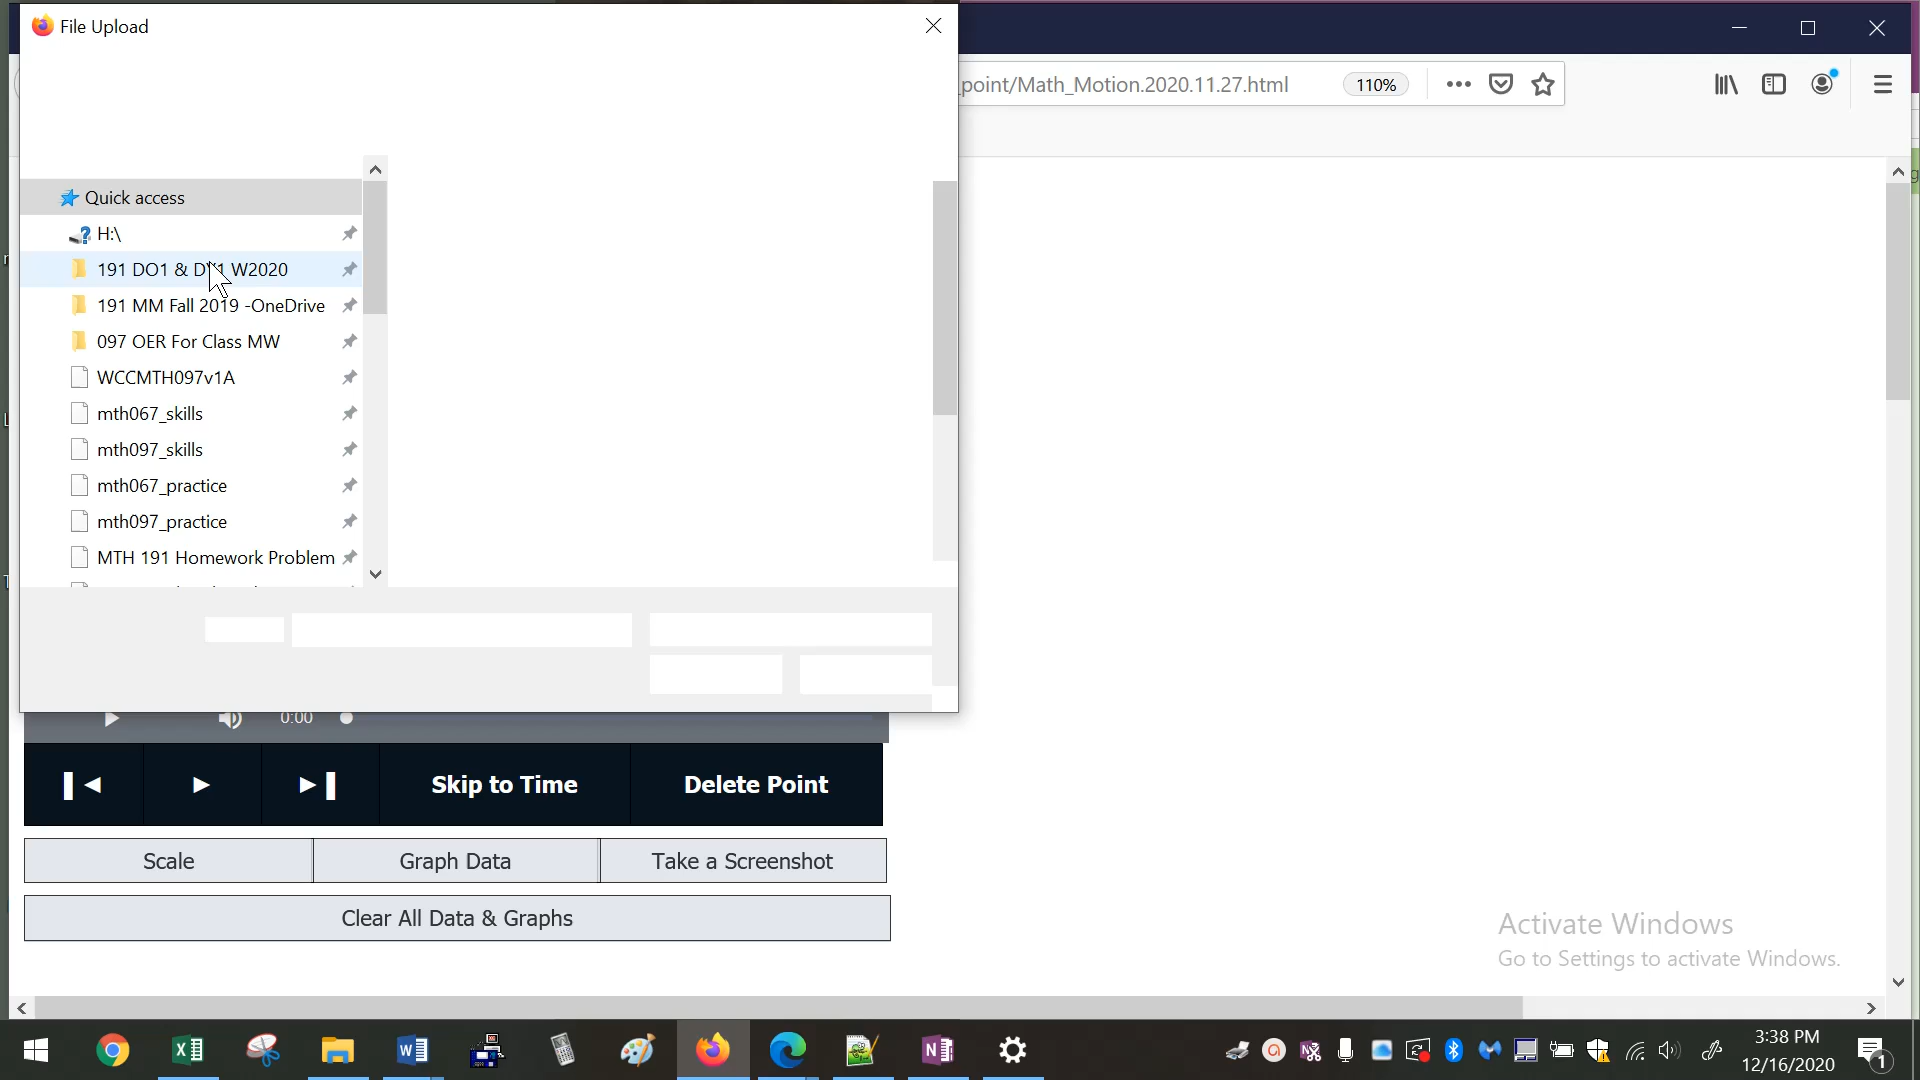 File Upload
_point/Math_Motion.2020.11.27.html
110%
Quick access
H:\
191 DO1 & DY1 W2020
191 MM Fall 2019 -OneDrive
097 OER For Class MW
WCCMTH097v1A
mth067_skills
mth097_skills
mth067_practice
mth097_practice
MTH 191 Homework Problem
0:00
Skip to Time
Delete Point
Scale
Graph Data
Take a Screenshot
Clear All Data & Graphs
Activate Windows
Go to Settings to activate Windows.
3:38 PM
12/16/2020
1